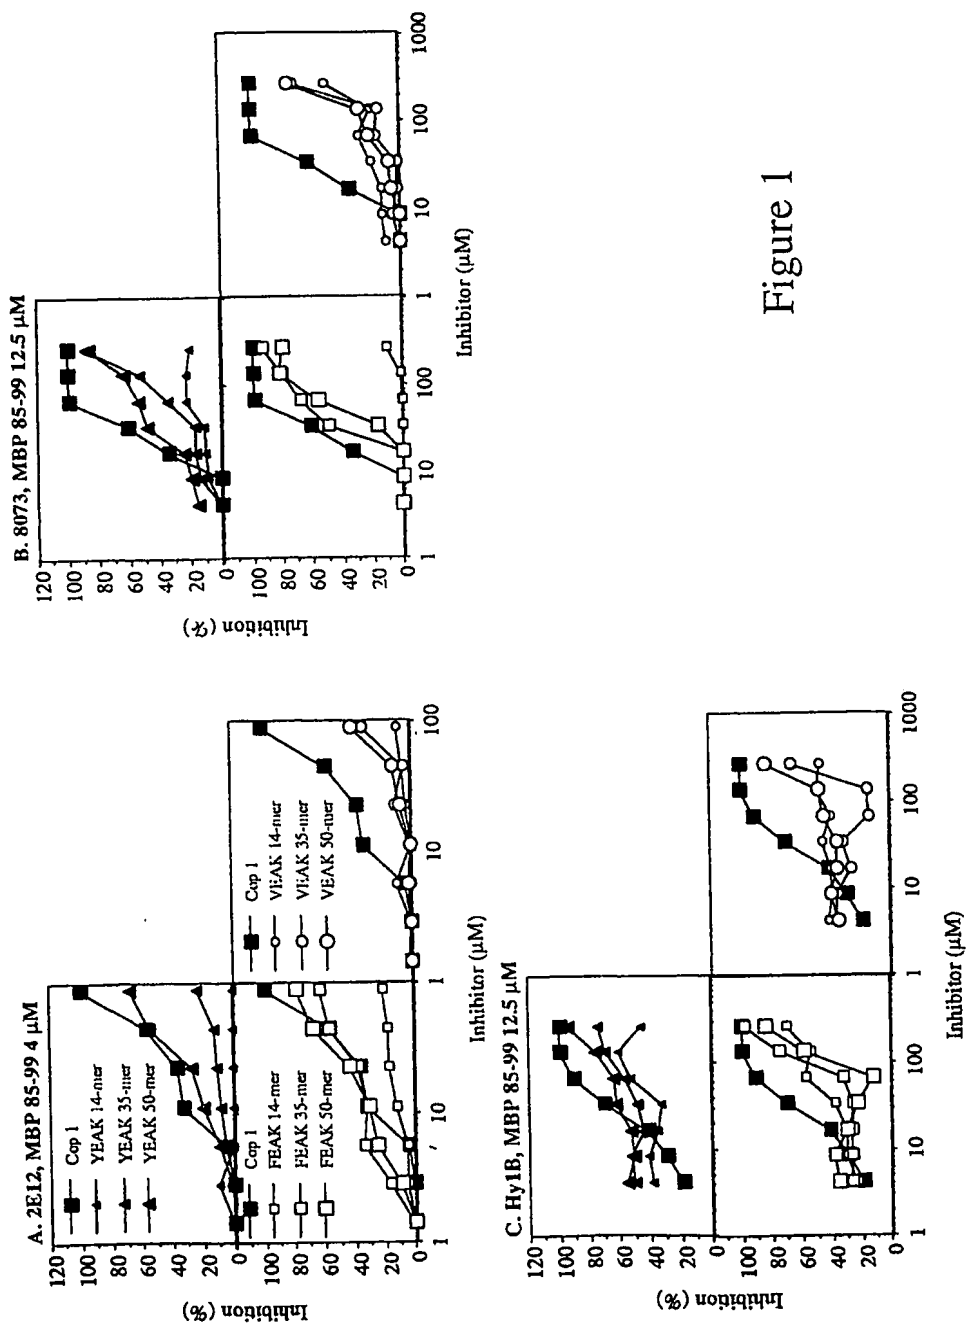 A. 2E12, MBP 85-99 4 µM
Inhibition (%)
120
100
80
60
40
20
0
Cop 1
YEAK 14-mer
YEAK 35-mer
YEAK 50-mer
100
80
60
40
20
0
Cop 1
FEAK 14-mer
FEAK 35-mer
FEAK 50-mer
Cop 1
VEAK 14-mer
VEAK 35-mer
VEAK 50-mer
1
10
1
10
100
Inhibitor (µM)
B. 8073, MBP 85-99 12.5 µM
Inhibition (%)
120
100
80
60
40
20
0
100
80
60
40
20
0
1
10
100
1
10
100
1000
Inhibitor (µM)
C. Hy1B, MBP 85-99 12.5 µM
Inhibition (%)
120
100
80
60
40
20
0
100
80
60
40
20
0
1
10
100
1
10
100
1000
Inhibitor (µM)
Figure 1